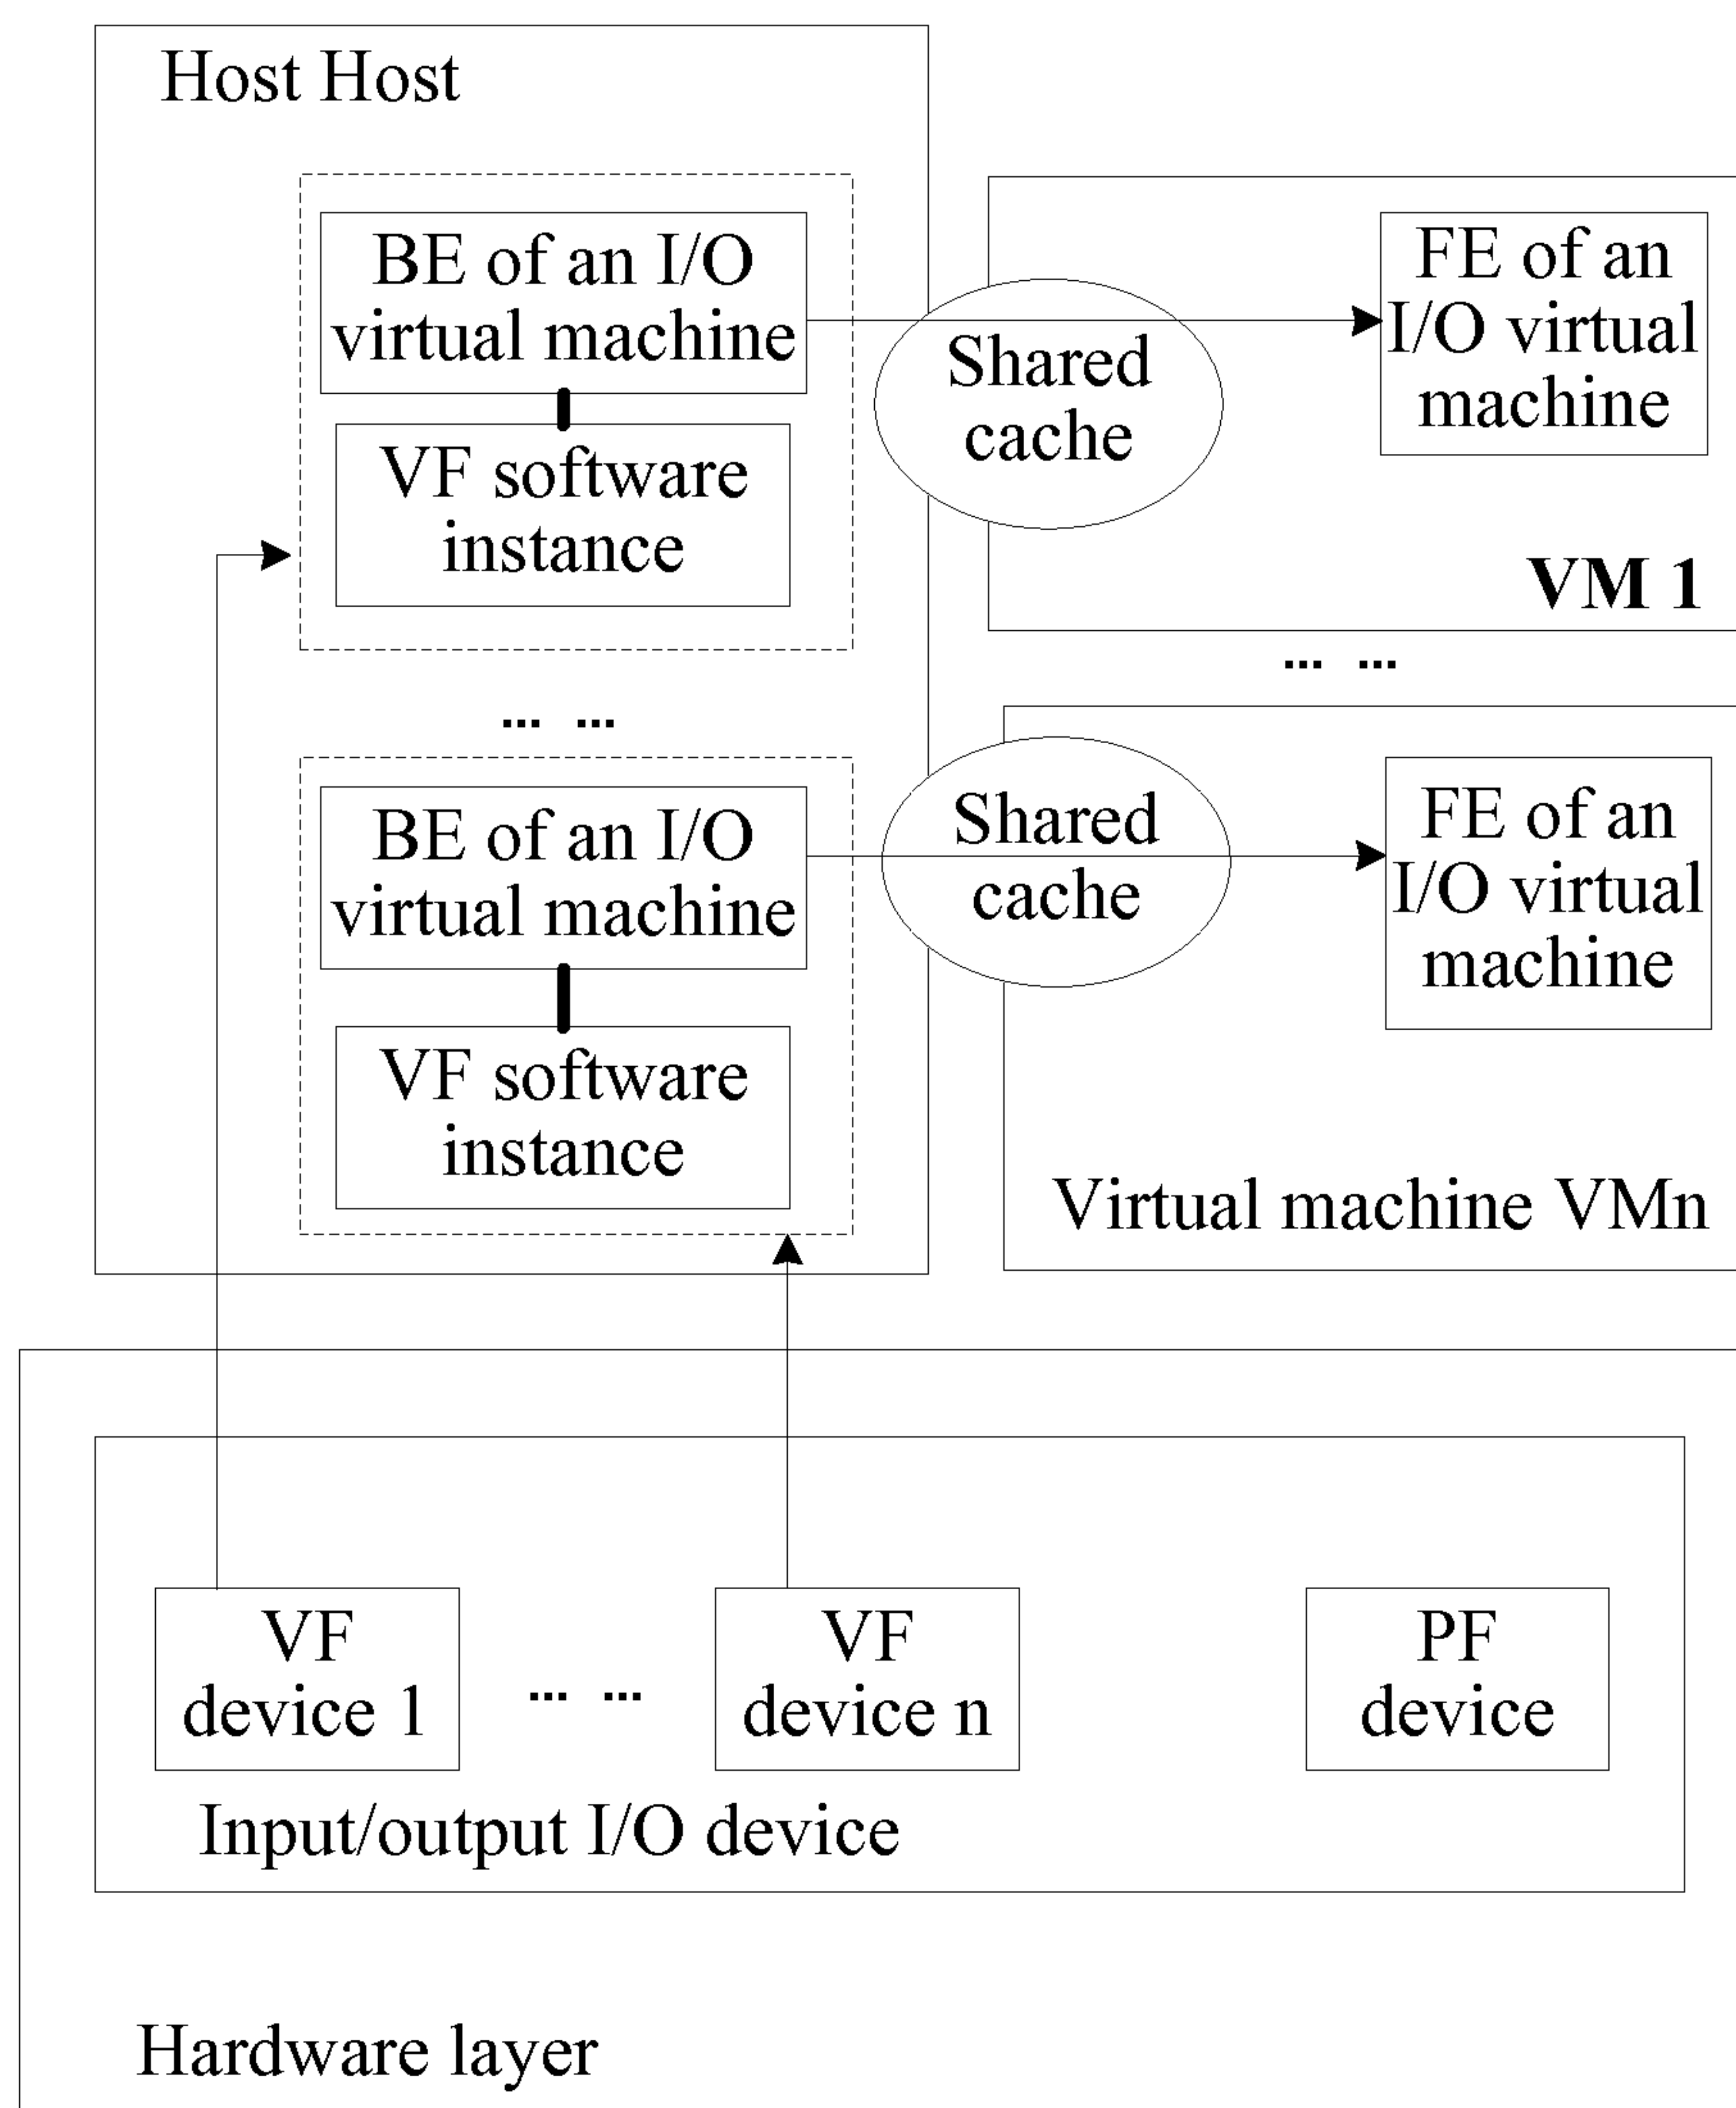 Host Host
BE of an I/O
virtual machine
VF software
instance
Shared
cache
FE of an
I/O virtual
machine
VM 1
... ...
... ...
BE of an I/O
virtual machine
VF software
instance
Shared
cache
FE of an
I/O virtual
machine
Virtual machine VMn
VF
device 1
... ...
VF
device n
PF
device
Input/output I/O device
Hardware layer